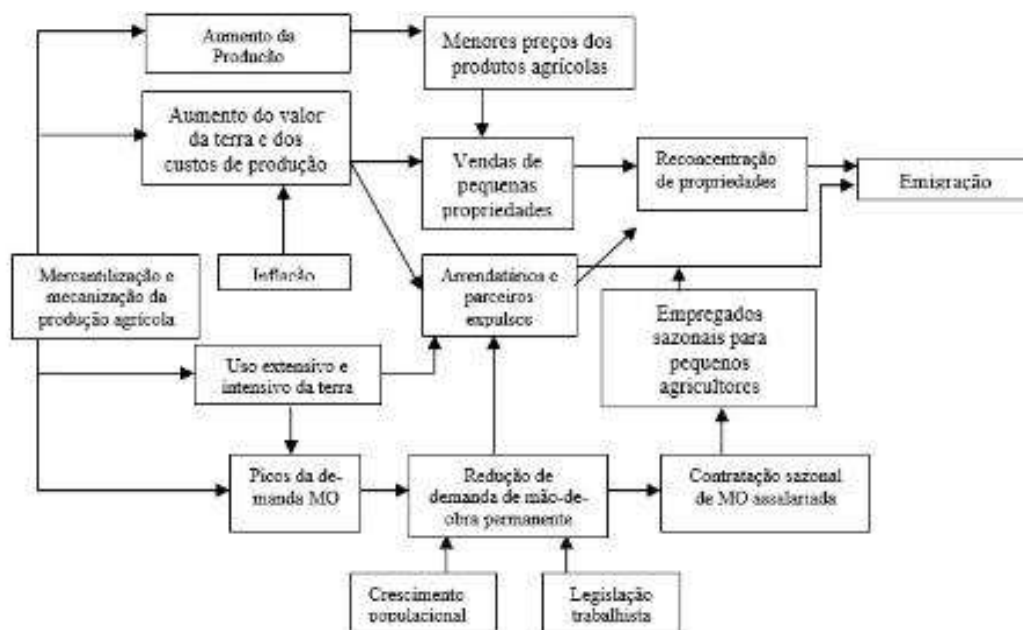 Aumento da
Produção
Menores preços dos
produtos agrícolas
Aumento do valor
da terra e dos
custos de produção
Vendas de
pequenas
propriedades
Reconcentração
de propriedades
Emigração
Mercantilização e
mecanização da
produção agrícola
Inflação
Arrendatários e
parceiros
expulsos
Empregados
sazonais para
pequenos
agricultores
Uso extensivo e
intensivo da terra
Picos da de-
manda MO
Redução de
demanda de mão-de-
obra permanente
Contratação sazonal
de MO assalariada
Crescimento
populacional
Legislação
trabalhista